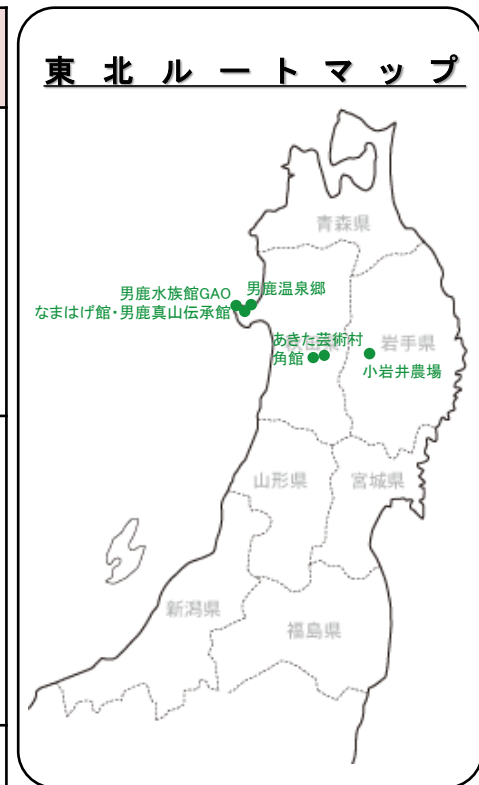 東北ルートマップ
青森県
男鹿水族館GAO
男鹿温泉郷
なまはげ館・男鹿真山伝承館
あきた芸術村
角館
岩手県
小岩井農場
山形県
宮城県
新潟県
福島県